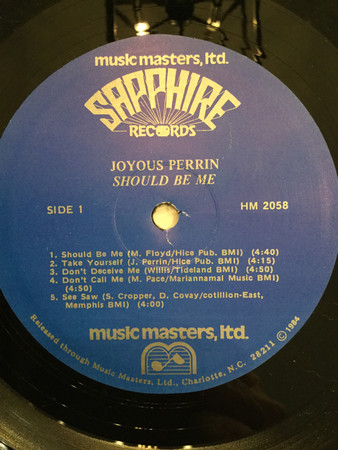 music masters, ltd.
SAPPHIRE
RECORDS
JOYOUS PERRIN
SHOULD BE ME
SIDE 1
HM 2058
1. Should Be Me (M. Floyd/Hice Pub. BMI) (4:40)
2. Take Yourself (J. Perrin/Hice Pub. BMI) (4:15)
3. Don't Deceive Me (Willis/Tideland BMI) (4:50)
4. Don't Call Me (M. Pace/Mariannamal Music BMI)
(4:50)
5. See Saw (S. Cropper, D. Covay/cotillion-East,
Memphis BMI) (4:00)
music masters, ltd.
Released through Music Masters, Ltd., Charlotte, N.C. 28211 © 1984